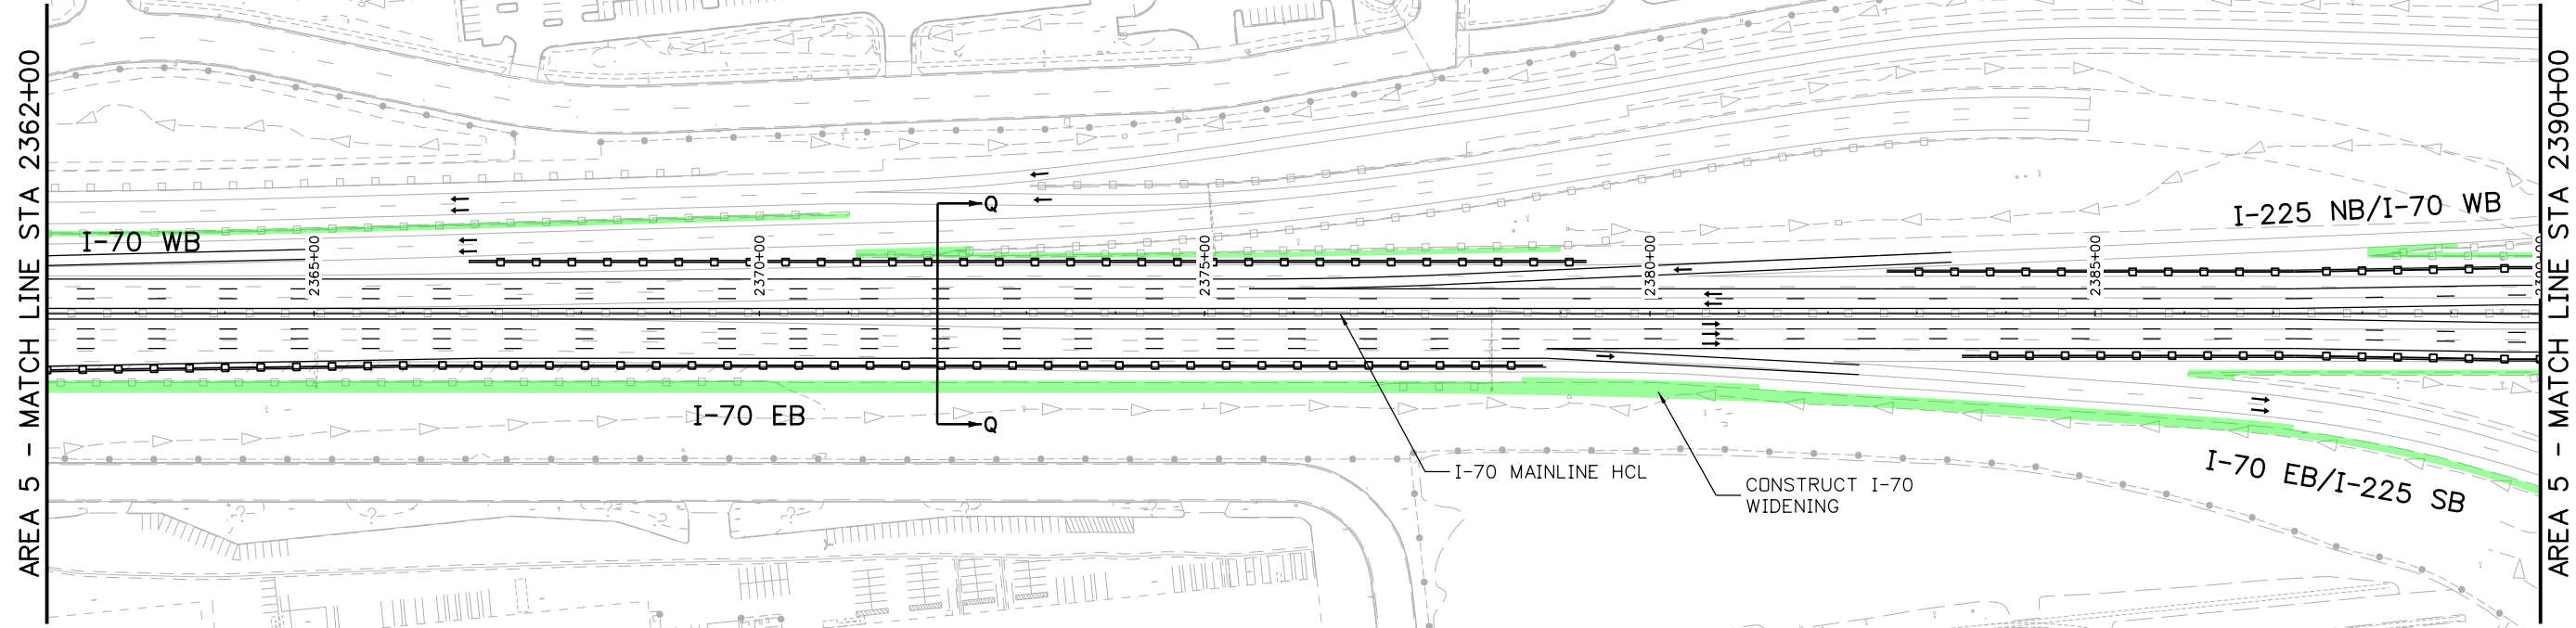 AREA 5 - MATCH LINE STA 2362+00
I-70 WB
2365+00
2370+00
Q
Q
2375+00
2380+00
2385+00
I-225 NB/I-70 WB
2390+00
I-70 EB
I-70 MAINLINE HCL
CONSTRUCT I-70
WIDENING
I-70 EB/I-225 SB
AREA 5 - MATCH LINE STA 2390+00